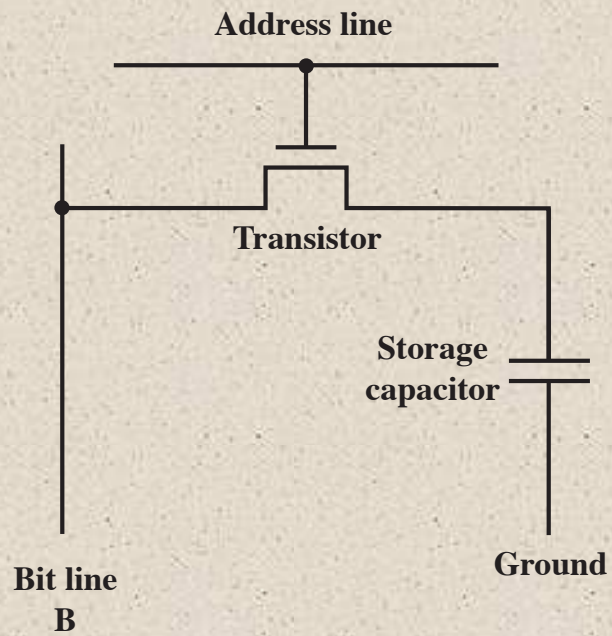 Address line
Transistor
Storage
capacitor
Ground
Bit line
B